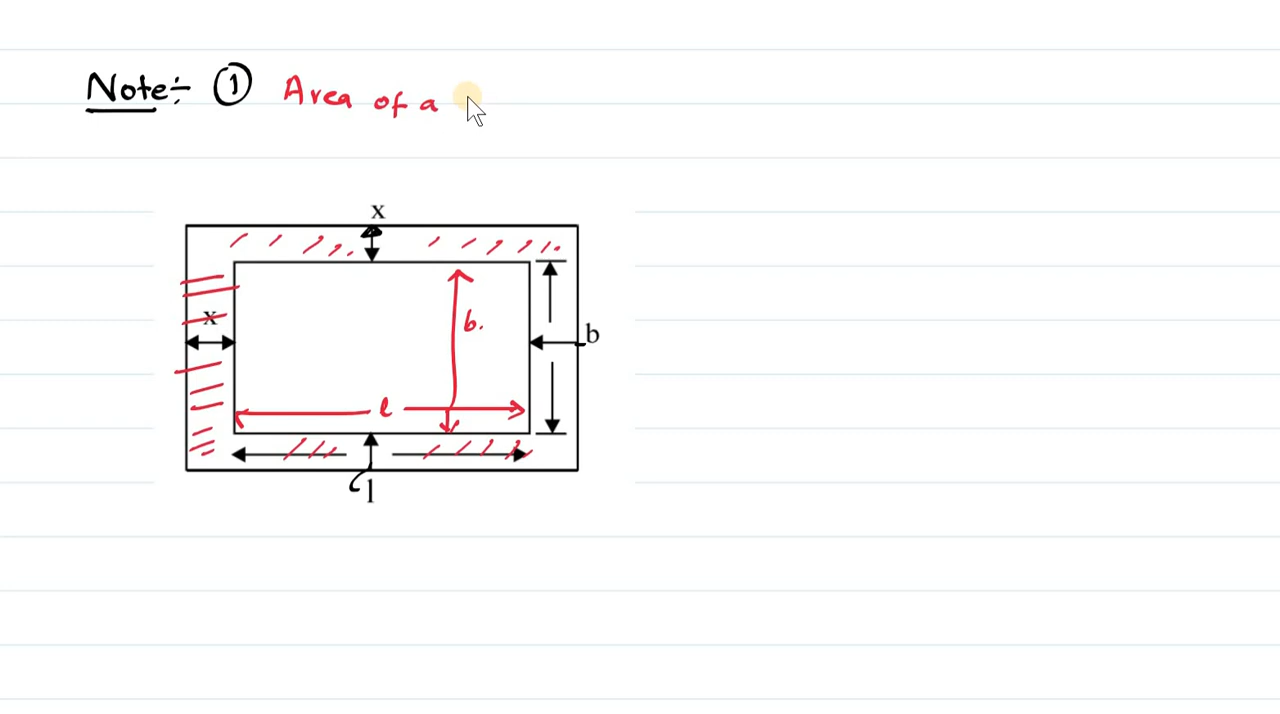 Note÷ ① Area of a
x
x
b.
b
l
l